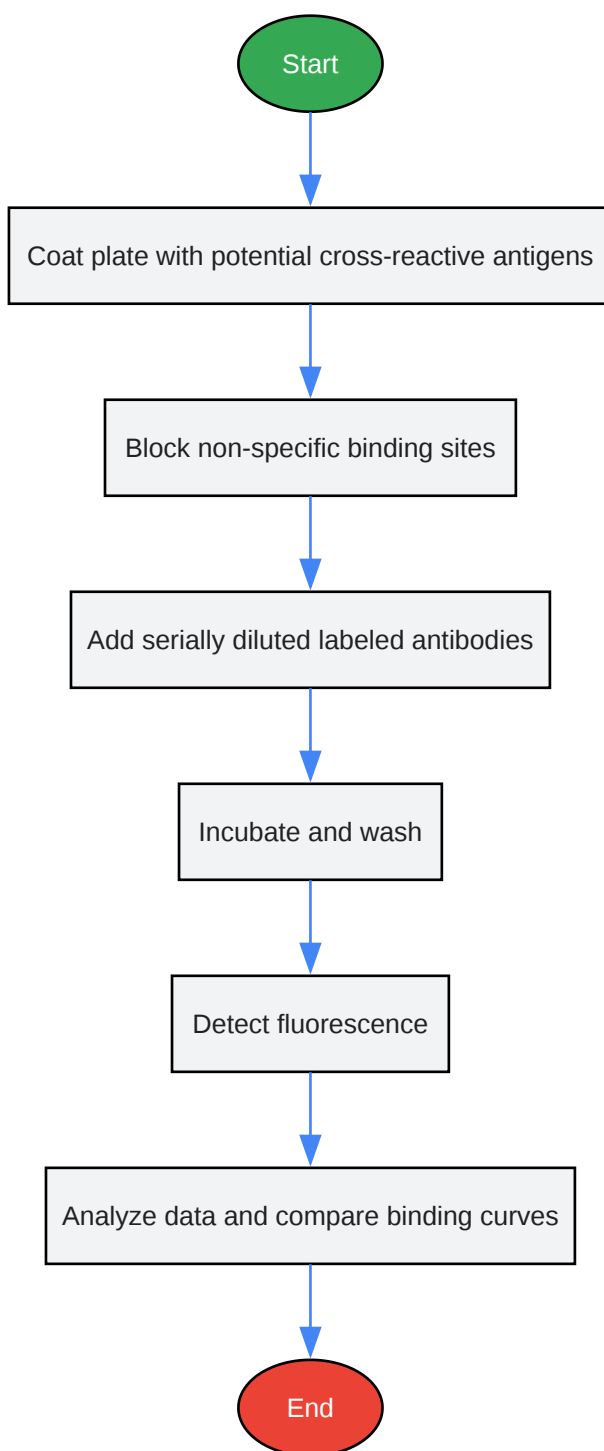 Start
Coat plate with potential cross-reactive antigens
Block non-specific binding sites
Add serially diluted labeled antibodies
Incubate and wash
Detect fluorescence
Analyze data and compare binding curves
End